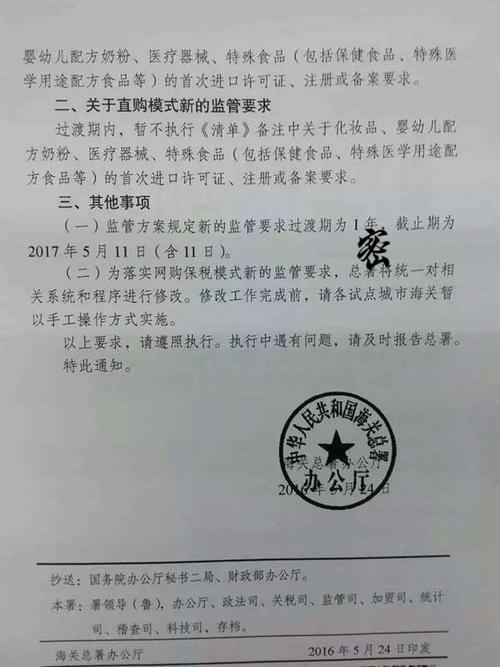 婴幼儿配方奶粉、医疗器械、特殊食品（包括保健食品、特殊医
学用途配方食品等）的首次进口许可证、注册或备案要求。
二、关于直购模式新的监管要求
过渡期内，暂不执行《清单》备注中关于化妆品、婴幼儿配
方奶粉、医疗器械、特殊食品（包括保健食品、特殊医学用途配
方食品等）的首次进口许可证、注册或备案要求。
三、其他事项
（一）监管方案规定新的监管要求过渡期为1年，截止期为
2017年5月11日（含11日）。
密
（二）为落实网购保税模式新的监管要求，总署将统一对相
关系统和程序进行修改。修改工作完成前，请各试点城市海关暂
以手工操作方式实施。
以上要求，请遵照执行。执行中遇有问题，请及时报告总署。
特此通知。
中华人民共和国海关总署
海关总署办公厅
办公厅
2016年5月24日
抄送：国务院办公厅秘书二局、财政部办公厅。
本署：署领导（鲁），办公厅、政法司、关税司、监管司、加贸司、统计
司、稽查司、科技司，存档。
海关总署办公厅 2016年5月24日印发